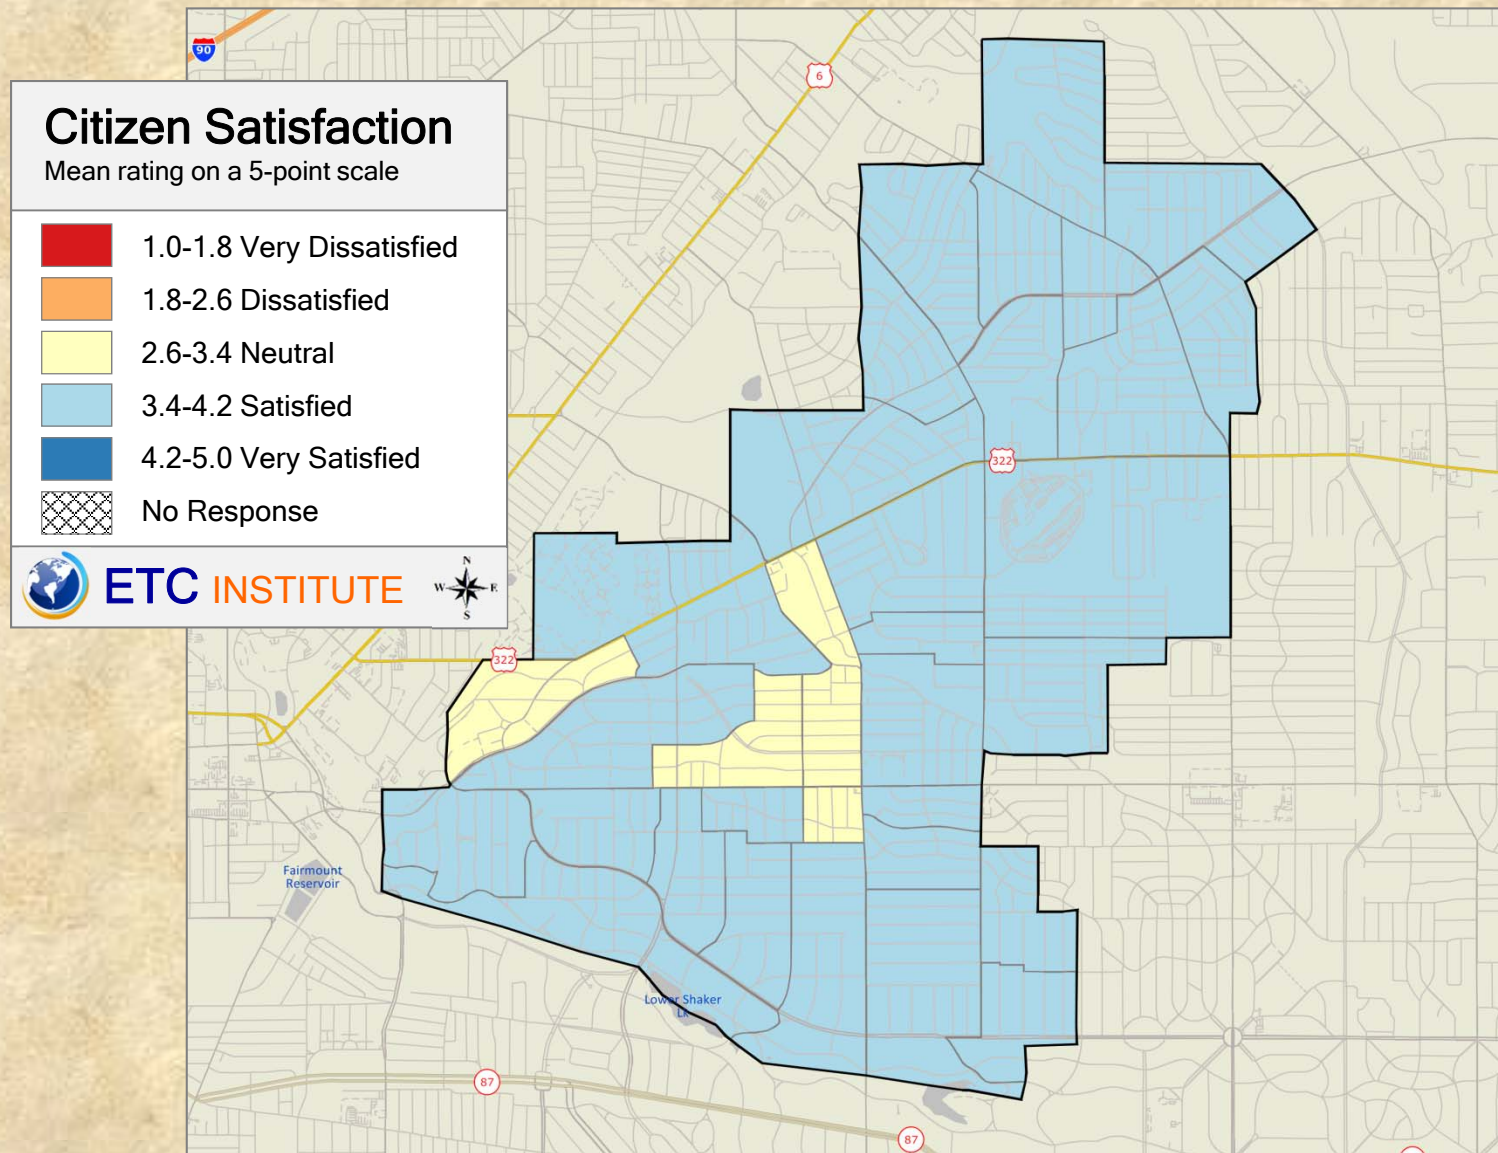 90
6
Citizen Satisfaction
Mean rating on a 5-point scale
1.0-1.8 Very Dissatisfied
1.8-2.6 Dissatisfied
2.6-3.4 Neutral
3.4-4.2 Satisfied
4.2-5.0 Very Satisfied
No Response
ETC INSTITUTE
N
W E
S
322
322
Fairmount
Reservoir
Lower Shaker
Lk
87
87